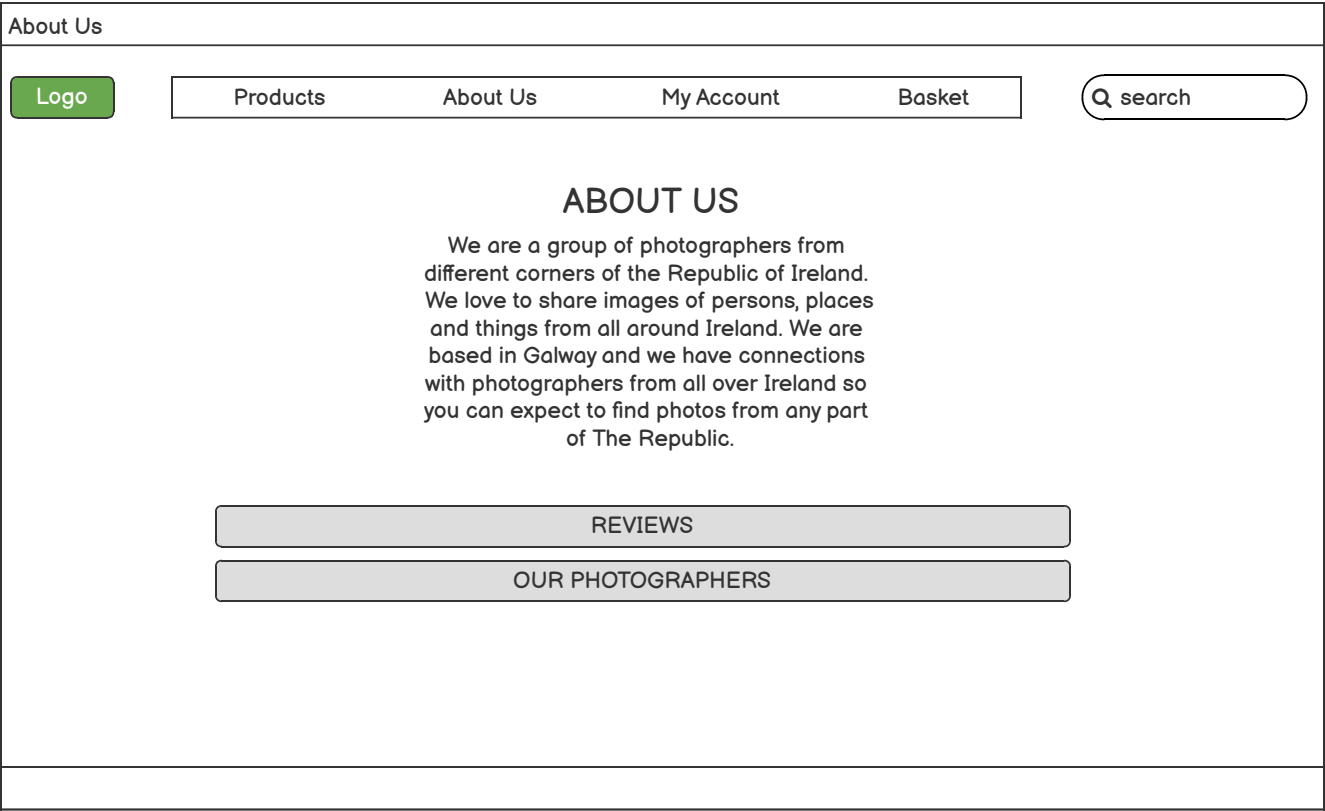 About Us
Logo
Products About Us My Account Basket
search
ABOUT US
We are a group of photographers from
different corners of the Republic of Ireland.
We love to share images of persons, places
and things from all around Ireland. We are
based in Galway and we have connections
with photographers from all over Ireland so
you can expect to find photos from any part
of The Republic.
REVIEWS
OUR PHOTOGRAPHERS